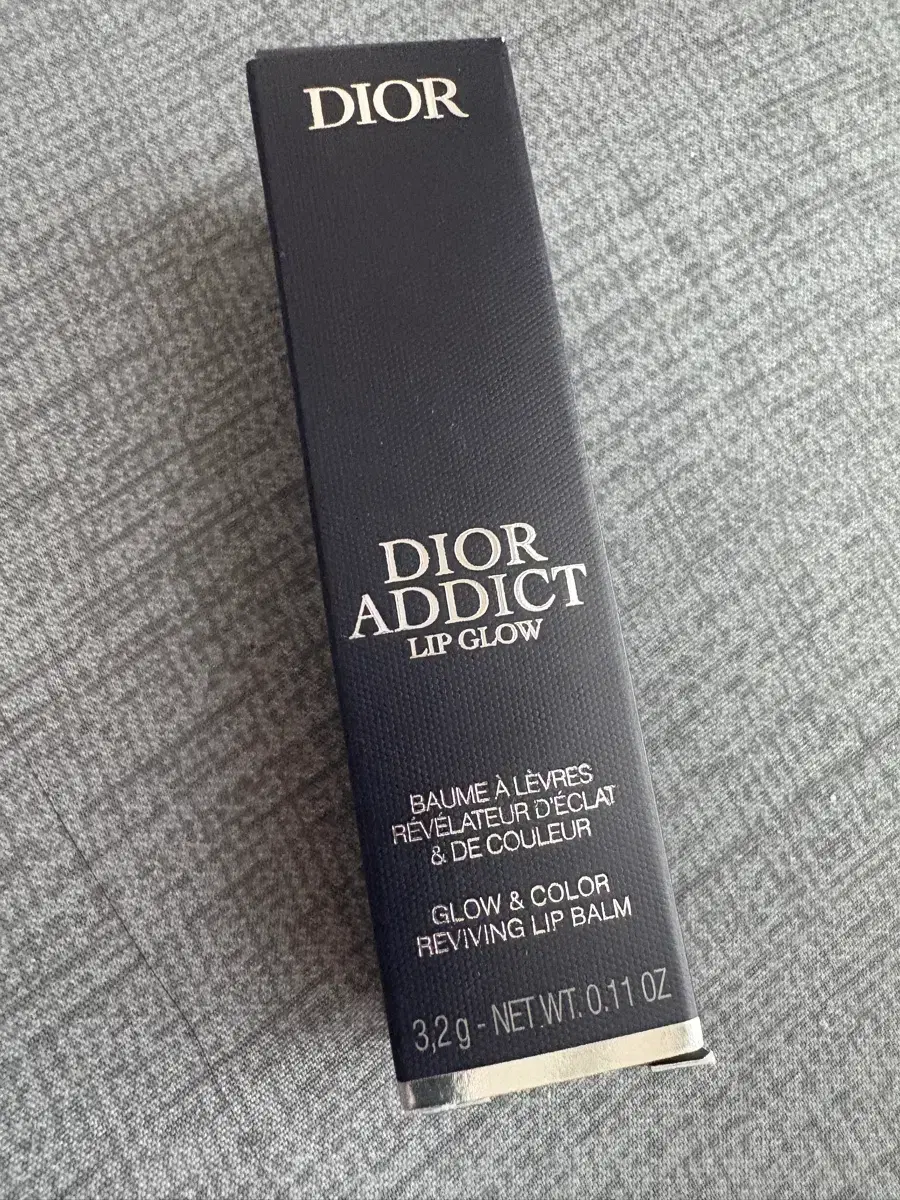 DIOR
DIOR
ADDICT
LIP GLOW
BAUME À LÈVRES
RÉVÉLATEUR D'ÉCLAT
& DE COULEUR
GLOW & COLOR
REVIVING LIP BALM
3,2 g - NET.WT. 0.11 OZ